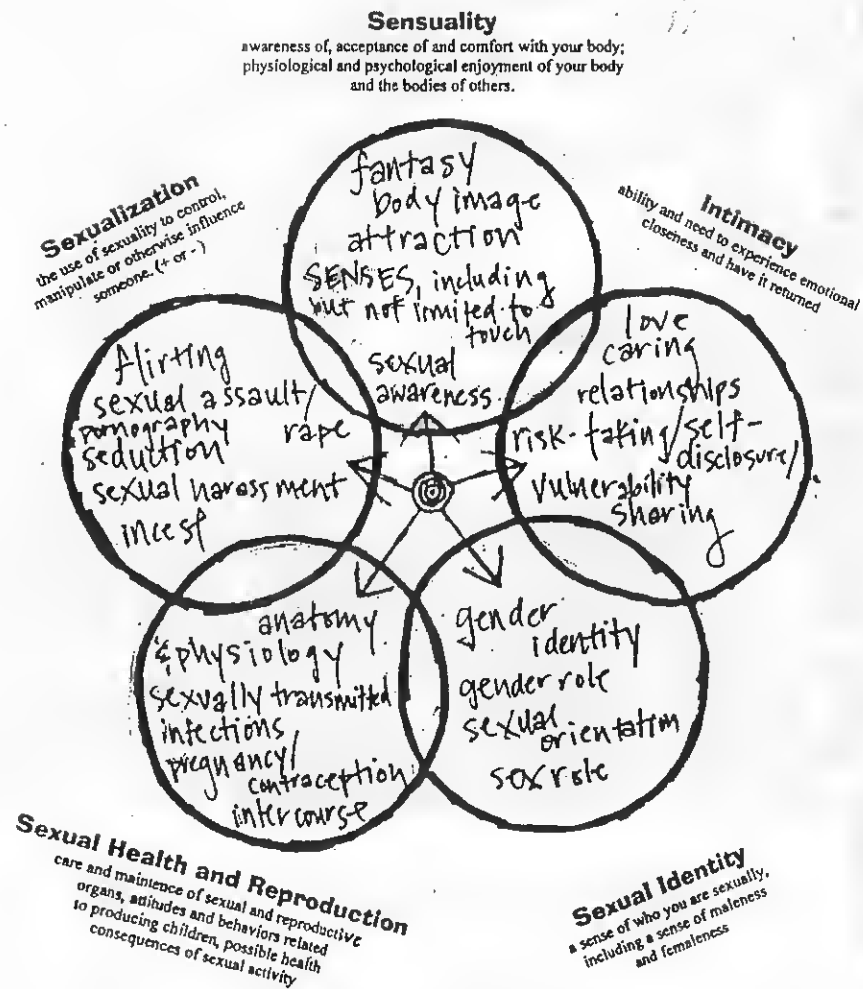 Sensuality
awareness of, acceptance of and comfort with your body;
physiological and psychological enjoyment of your body
and the bodies of others.
fantasy
body image
attraction
SENSES, including
but not limited to
touch
sexual
awareness
Intimacy
ability and need to experience emotional
closeness and have it returned
love
caring
relationships
risk-taking/self-
disclosure/
vulnerability
sharing
Sexual Identity
a sense of who you are sexually,
including a sense of maleness
and femaleness
gender
identity
gender role
sexual
orientation
sex role
Sexual Health and Reproduction
care and maintence of sexual and reproductive
organs, attitudes and behaviors related
to producing children, possible health
consequences of sexual activity
anatomy
& physiology
sexually transmitted
infections
pregnancy/
contraception
intercourse
Sexualization
the use of sexuality to control,
manipulate or otherwise influence
someone. (+ or -)
flirting
sexual assault/
rape
pornography
seduction
sexual harassment
incest